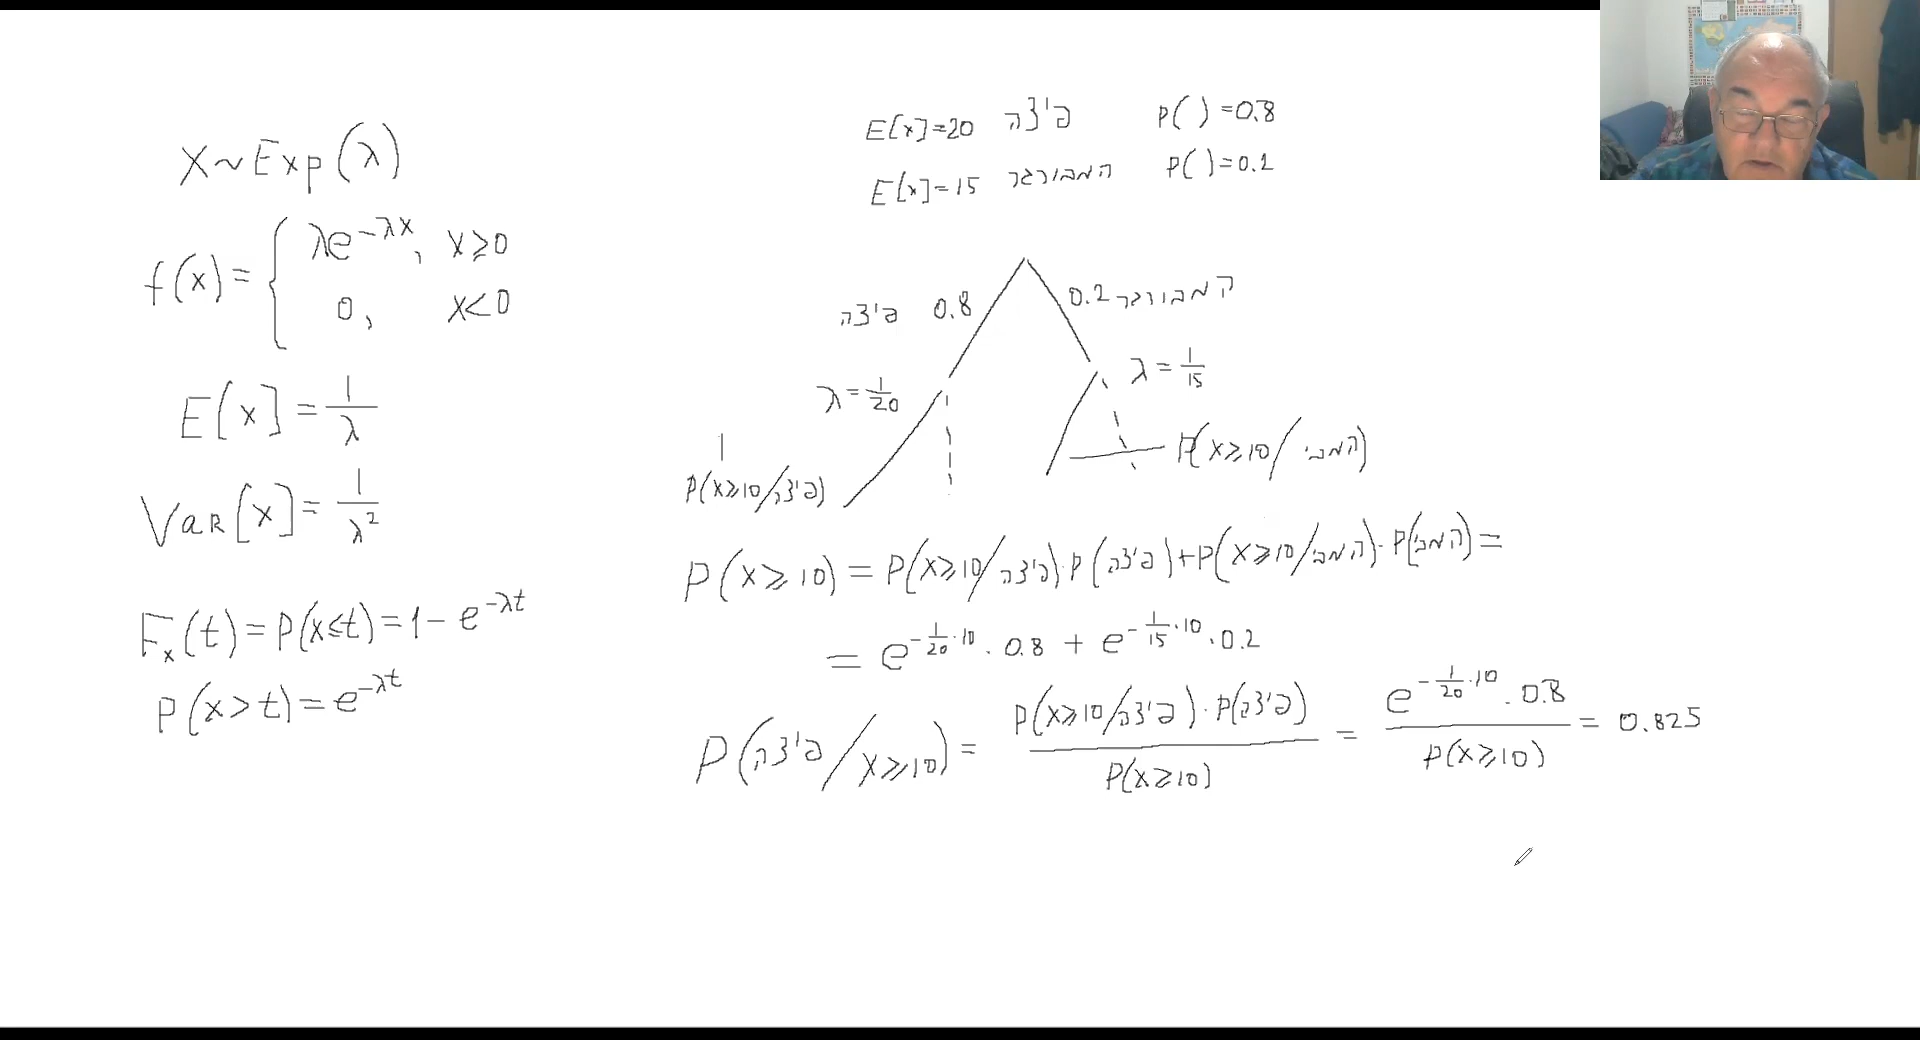 X~Exp(λ)
f(x) = { λe^{-λx}, x≥0
0, x<0
E[x] = 1/λ
Var[x] = 1/λ²
F_x(t) = P(x≤t) = 1 - e^{-λt}
P(x>t) = e^{-λt}
E[x]=20 פיצה P( )=0.8
E[x]=15 המבורגר P( )=0.2
פיצה 0.8
0.2 המבורגר
λ=1/20
λ=1/15
P(x≥10/פיצה)
P(x≥10/המבי)
P(x≥10) = P(x≥10/פיצה)·P(פיצה)+P(x≥10/המבי)·P(המבי) =
= e^{-1/20·10}·0.8 + e^{-1/15·10}·0.2
P(פיצה/x≥10) = P(x≥10/פיצה)·P(פיצה) / P(x≥10) = e^{-1/20·10}·0.8 / P(x≥10) = 0.825